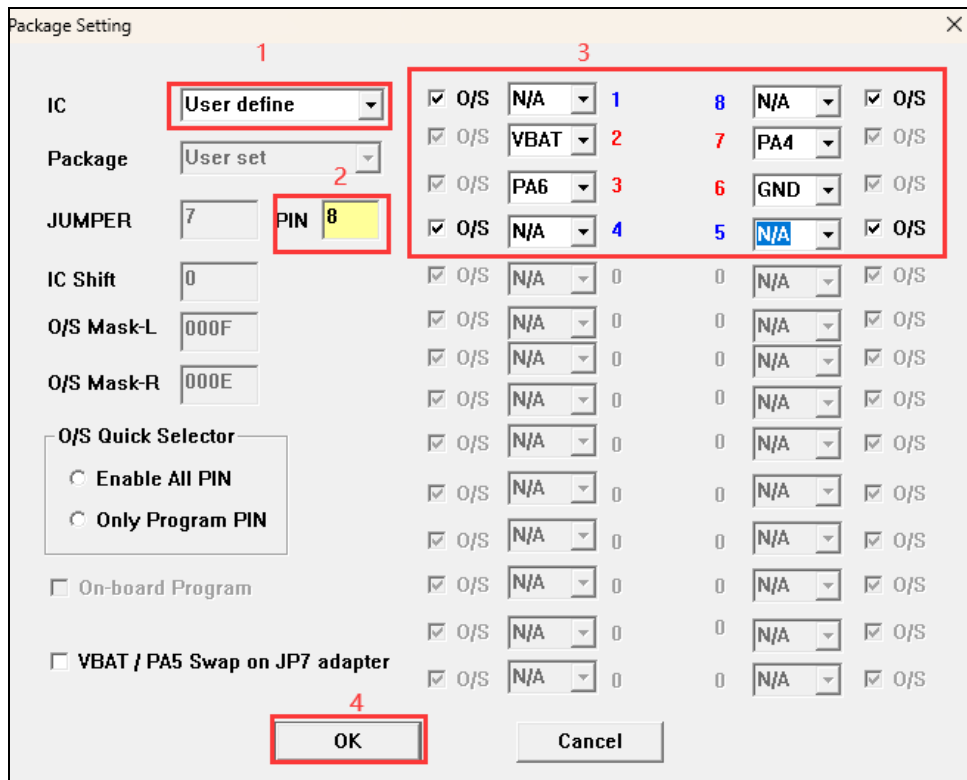 Package Setting
1
3
IC User define
O/S N/A 1 8 N/A O/S
O/S VBAT 2 7 PA4 O/S
Package User set
2
O/S PA6 3 6 GND O/S
JUMPER 7 PIN 8
O/S N/A 4 5 N/A O/S
IC Shift 0
O/S N/A 0 0 N/A O/S
O/S Mask-L 000F
O/S N/A 0 0 N/A O/S
O/S N/A 0 0 N/A O/S
O/S Mask-R 000E
O/S N/A 0 0 N/A O/S
O/S Quick Selector
O/S N/A 0 0 N/A O/S
Enable All PIN
O/S N/A 0 0 N/A O/S
Only Program PIN
O/S N/A 0 0 N/A O/S
On-board Program
O/S N/A 0 0 N/A O/S
O/S N/A 0 0 N/A O/S
VBAT / PA5 Swap on JP7 adapter
O/S N/A 0 0 N/A O/S
4
OK
Cancel